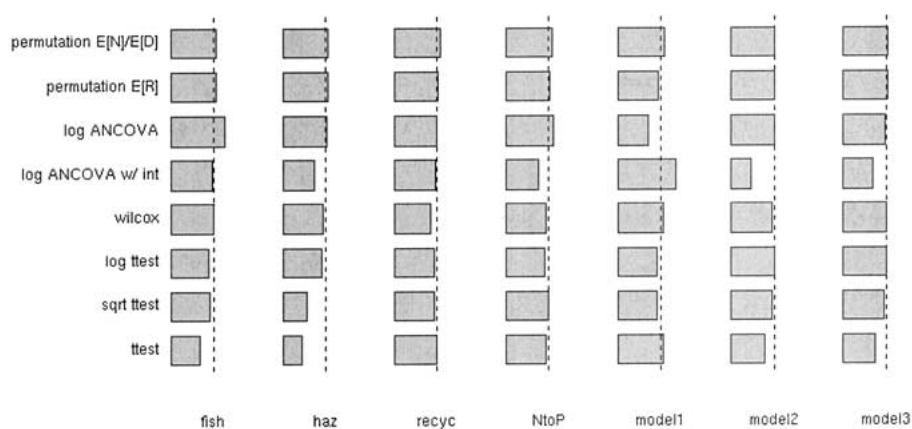 permutation E[N]/E[D]
permutation E[R]
log ANCOVA
log ANCOVA w/ int
wilcox
log ttest
sqrt ttest
ttest
fish haz recyc NtoP model1 model2 model3